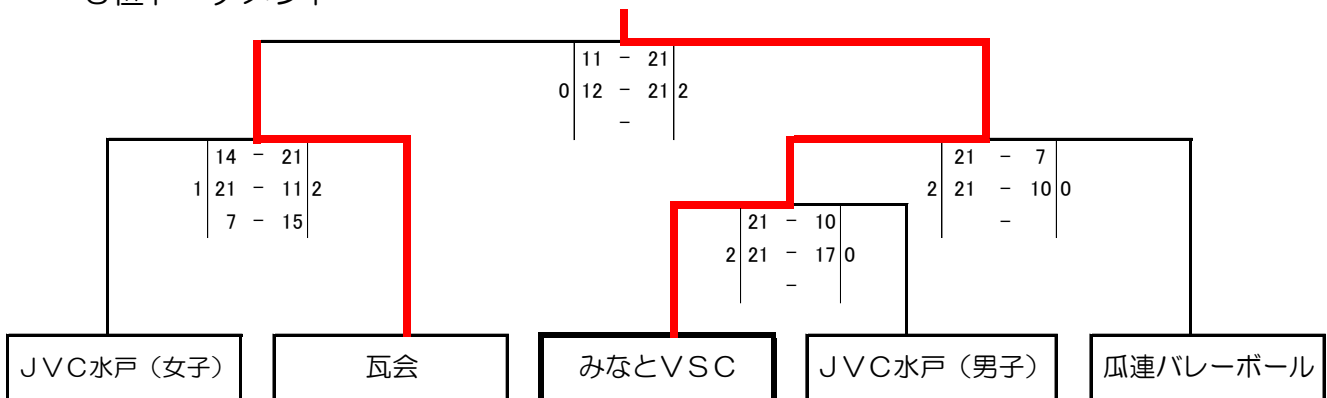 11 - 21
0 12 - 21 2
-
14 - 21
1 21 - 11 2
7 - 15
21 - 7
2 21 - 10 0
-
21 - 10
2 21 - 17 0
-
JVC水戸（女子）
瓦会
みなとVSC
JVC水戸（男子）
瓜連バレーボール